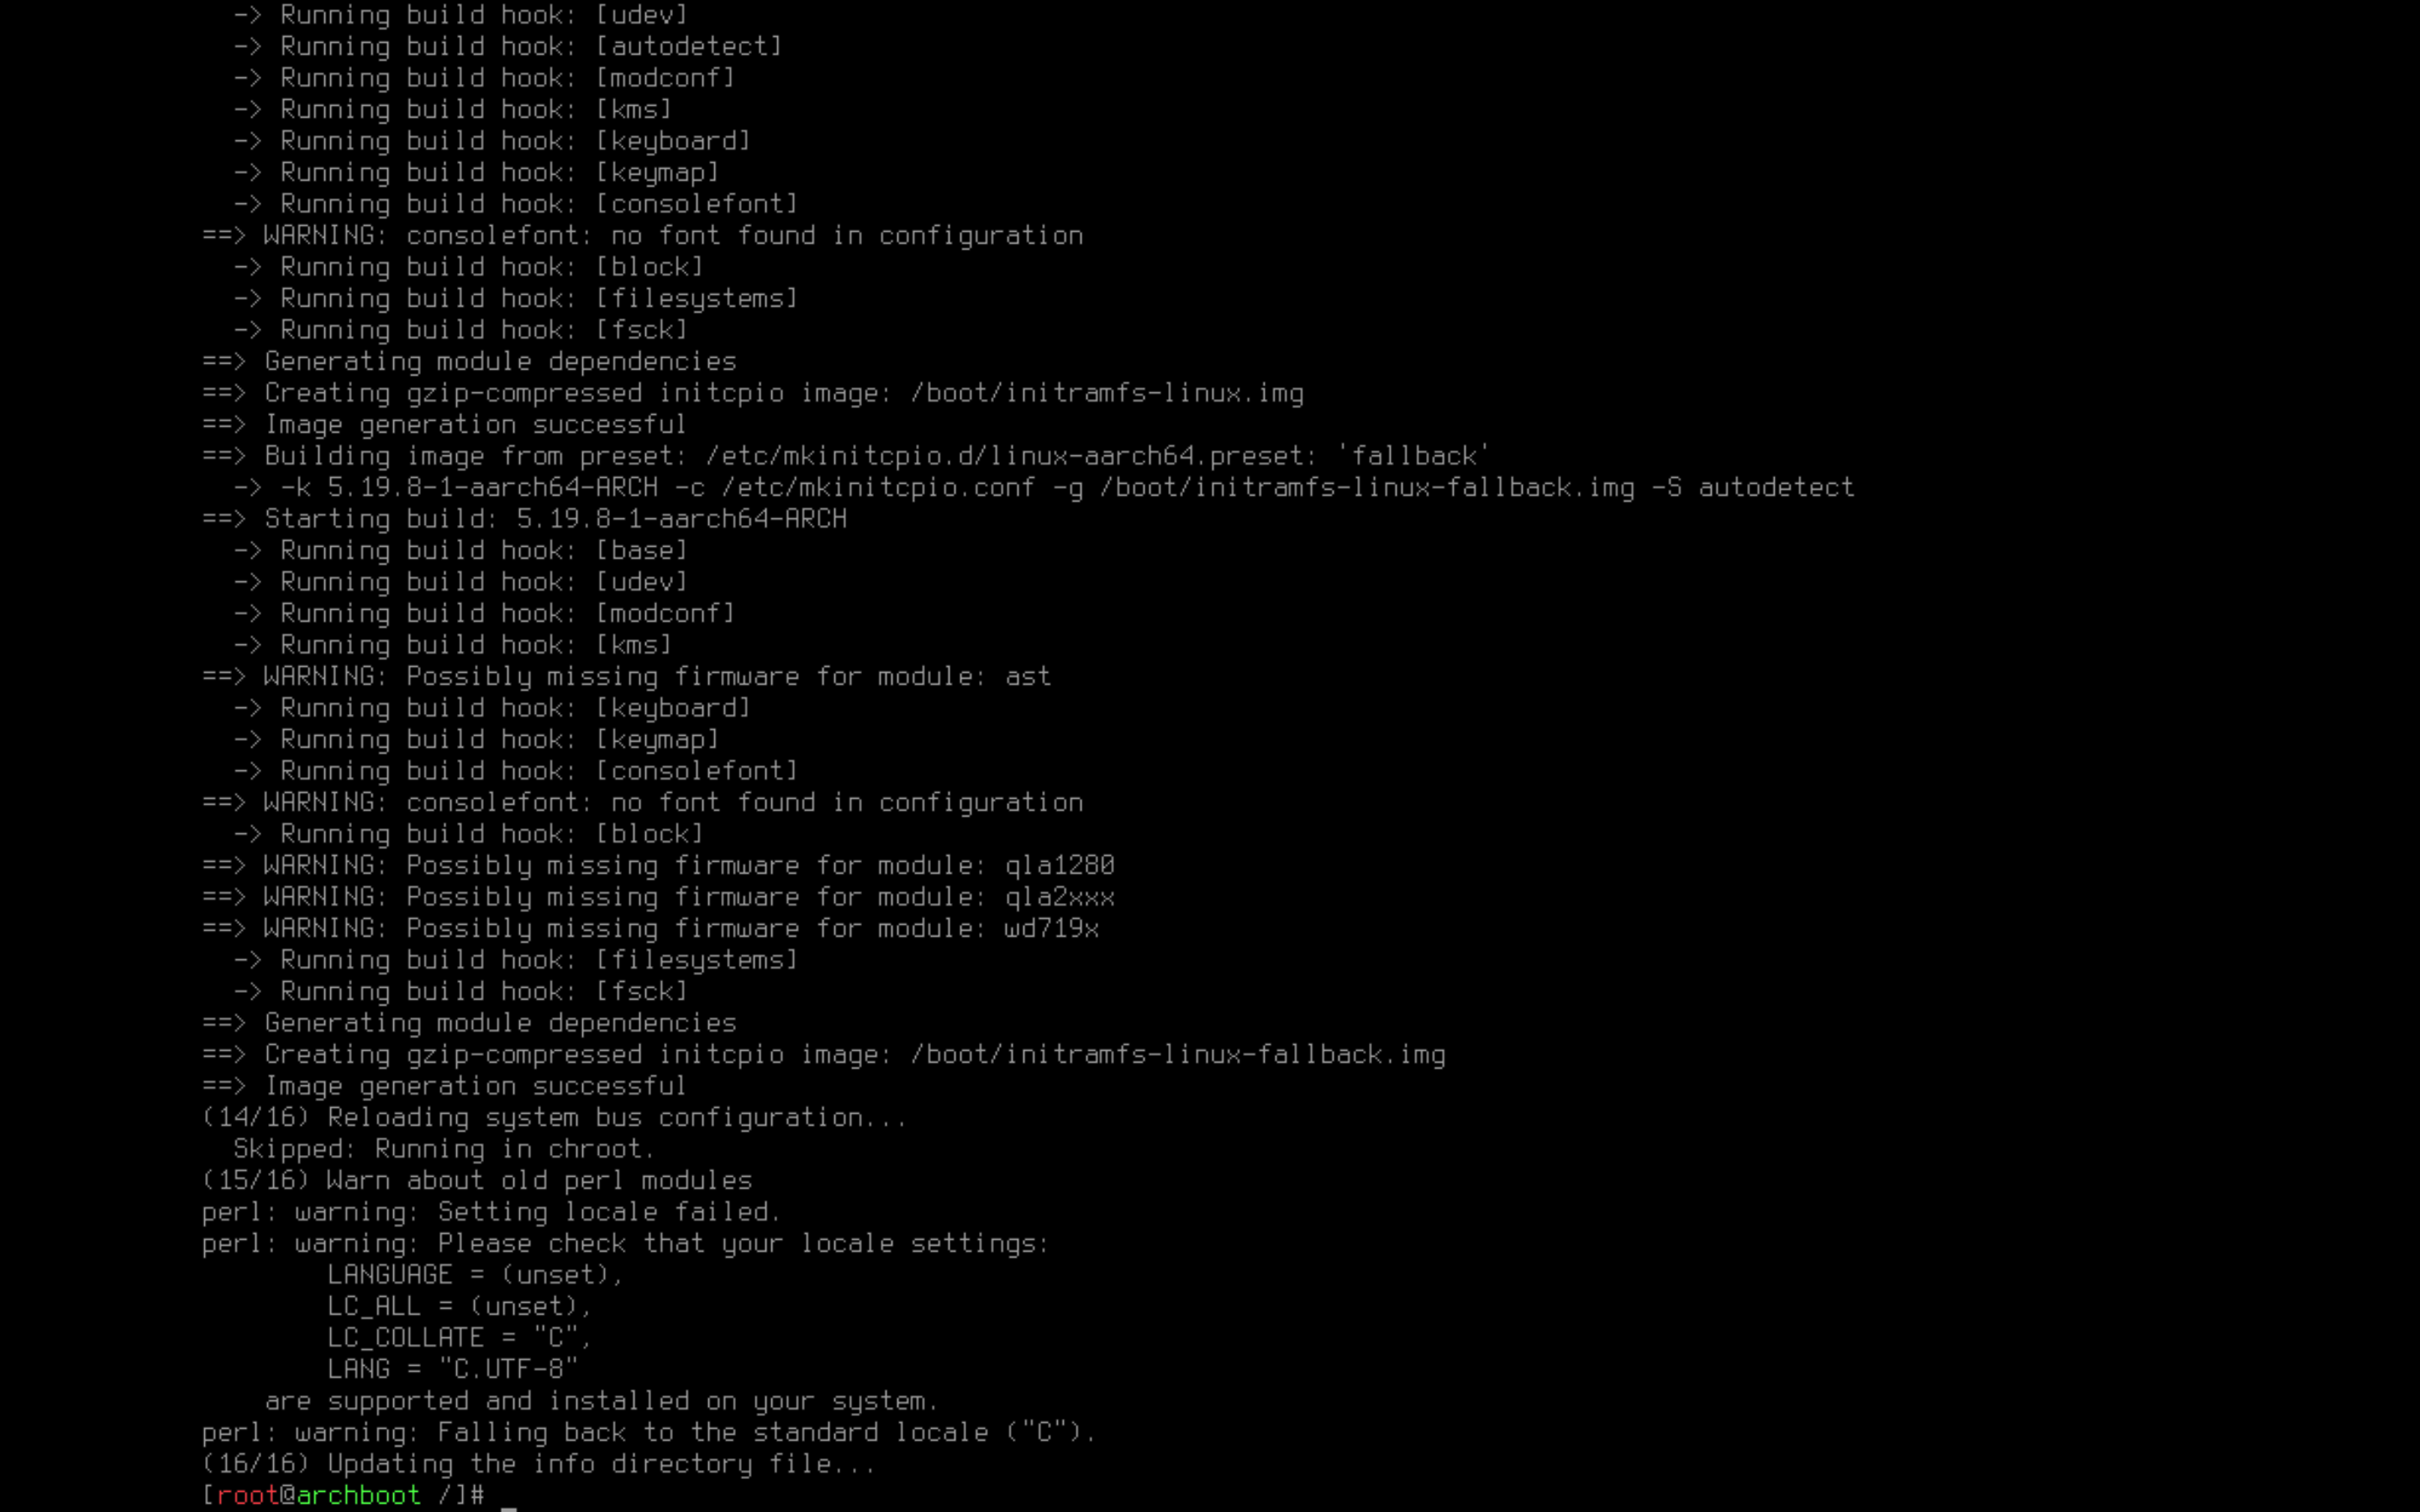 -> Running build hook: [udev]
-> Running build hook: [autodetect]
-> Running build hook: [modconf]
-> Running build hook: [kms]
-> Running build hook: [keyboard]
-> Running build hook: [keymap]
-> Running build hook: [consolefont]
==> WARNING: consolefont: no font found in configuration
-> Running build hook: [block]
-> Running build hook: [filesystems]
-> Running build hook: [fsck]
==> Generating module dependencies
==> Creating gzip-compressed initcpio image: /boot/initramfs-linux.img
==> Image generation successful
==> Building image from preset: /etc/mkinitcpio.d/linux-aarch64.preset: 'fallback'
-> -k 5.19.8-1-aarch64-ARCH -c /etc/mkinitcpio.conf -g /boot/initramfs-linux-fallback.img -S autodetect
==> Starting build: 5.19.8-1-aarch64-ARCH
-> Running build hook: [base]
-> Running build hook: [udev]
-> Running build hook: [modconf]
-> Running build hook: [kms]
==> WARNING: Possibly missing firmware for module: ast
-> Running build hook: [keyboard]
-> Running build hook: [keymap]
-> Running build hook: [consolefont]
==> WARNING: consolefont: no font found in configuration
-> Running build hook: [block]
==> WARNING: Possibly missing firmware for module: qla1280
==> WARNING: Possibly missing firmware for module: qla2xxx
==> WARNING: Possibly missing firmware for module: wd719x
-> Running build hook: [filesystems]
-> Running build hook: [fsck]
==> Generating module dependencies
==> Creating gzip-compressed initcpio image: /boot/initramfs-linux-fallback.img
==> Image generation successful
(14/16) Reloading system bus configuration...
Skipped: Running in chroot.
(15/16) Warn about old perl modules
perl: warning: Setting locale failed.
perl: warning: Please check that your locale settings:
LANGUAGE = (unset),
LC_ALL = (unset),
LC_COLLATE = "C",
LANG = "C.UTF-8"
are supported and installed on your system.
perl: warning: Falling back to the standard locale ("C").
(16/16) Updating the info directory file...
[root@archboot /]# _